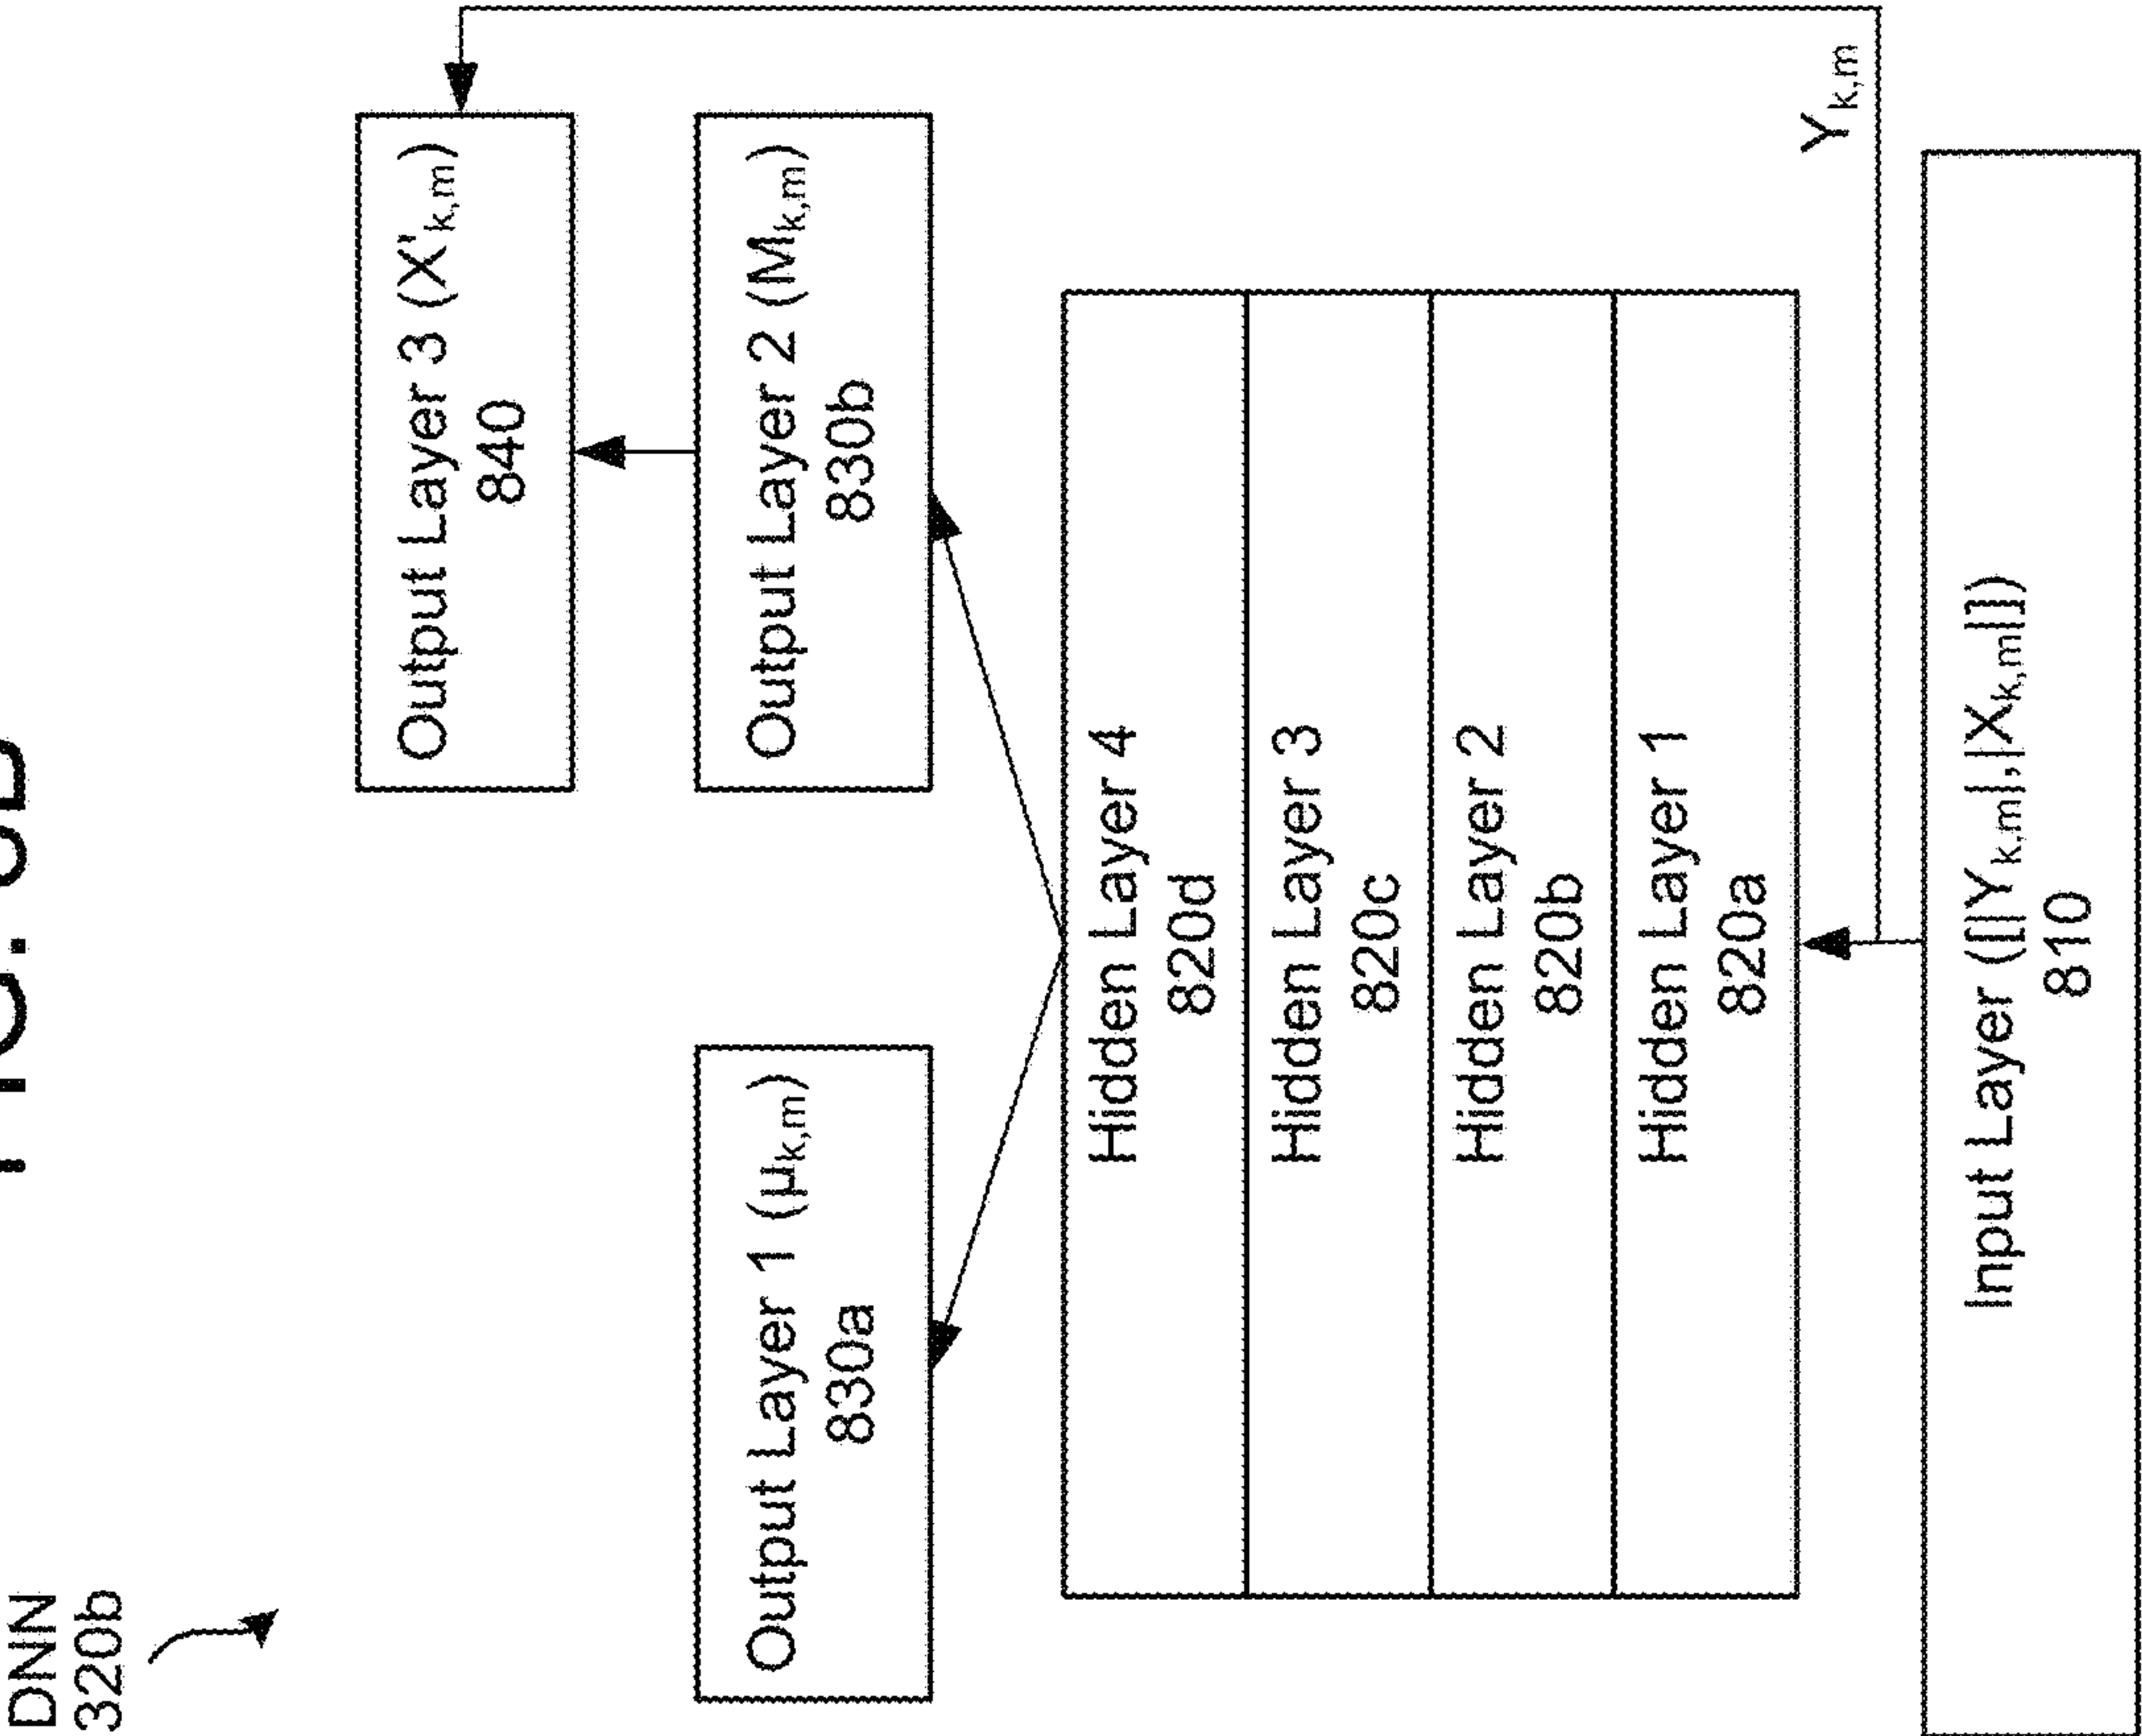 DNN
320b
Output Layer 3 (X'k,m)
840
Output Layer 1 (μk,m)
830a
Output Layer 2 (Mk,m)
830b
Hidden Layer 4
820d
Hidden Layer 3
820c
Hidden Layer 2
820b
Hidden Layer 1
820a
Yk,m
Input Layer ([|Yk,m|,|Xk,m|])
810